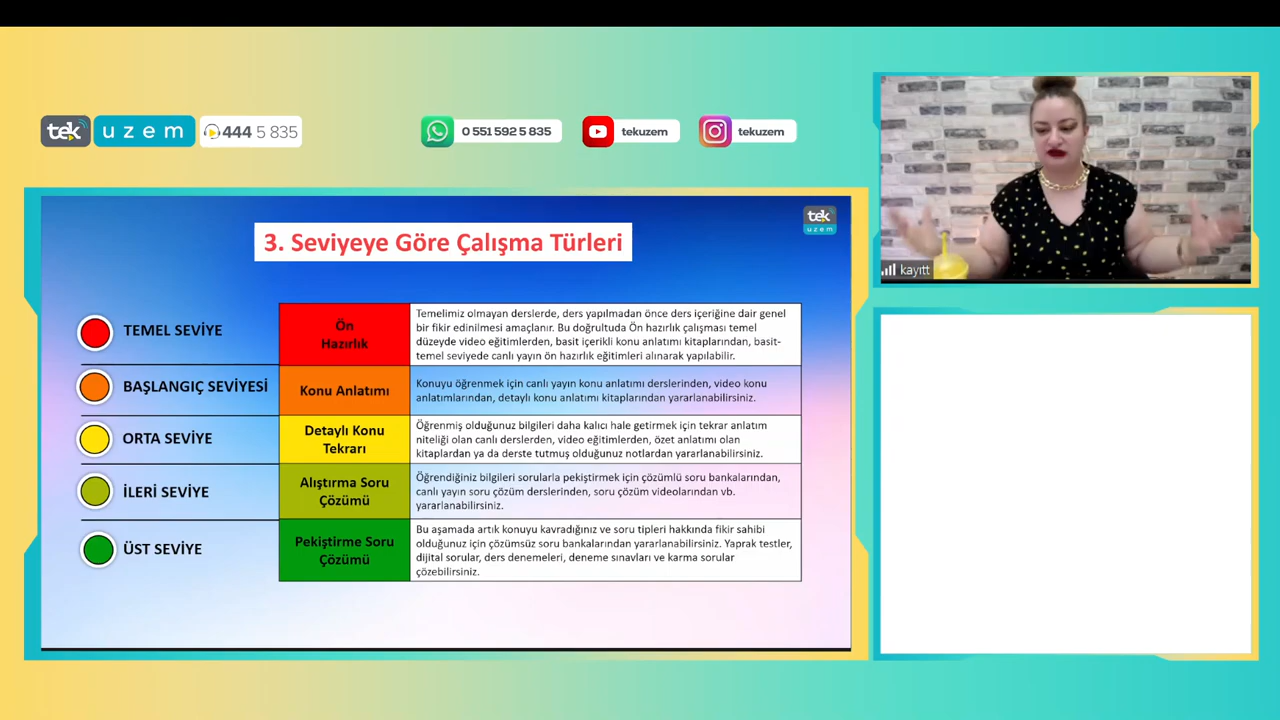 tek uzem 444 5 835
0 551 592 5 835
tekuzem
tekuzem
tek
uzem
3. Seviyeye Göre Çalışma Türleri
TEMEL SEVİYE
Ön
Hazırlık
Temelimiz olmayan derslerde, ders yapılmadan önce ders içeriğine dair genel
bir fikir edinilmesi amaçlanır. Bu doğrultuda Ön hazırlık çalışması temel
düzeyde video eğitimlerden, basit içerikli konu anlatımı kitaplarından, basit-
temel seviyede canlı yayın ön hazırlık eğitimleri alınarak yapılabilir.
BAŞLANGIÇ SEVİYESİ
Konu Anlatımı
Konuyu öğrenmek için canlı yayın konu anlatımı derslerinden, video konu
anlatımlarından, detaylı konu anlatımı kitaplarından yararlanabilirsiniz.
ORTA SEVİYE
Detaylı Konu
Tekrarı
Öğrenmiş olduğunuz bilgileri daha kalıcı hale getirmek için tekrar anlatım
niteliği olan canlı derslerden, video eğitimlerden, özet anlatımı olan
kitaplardan ya da derste tutmuş olduğunuz notlardan yararlanabilirsiniz.
İLERİ SEVİYE
Alıştırma Soru
Çözümü
Öğrendiğiniz bilgileri sorularla pekiştirmek için çözümlü soru bankalarından,
canlı yayın soru çözüm derslerinden, soru çözüm videolarından vb.
yararlanabilirsiniz.
ÜST SEVİYE
Pekiştirme Soru
Çözümü
Bu aşamada artık konuyu kavradığınız ve soru tipleri hakkında fikir sahibi
olduğunuz için çözümsüz soru bankalarından yararlanabilirsiniz. Yaprak testler,
dijital sorular, ders denemeleri, deneme sınavları ve karma sorular
çözebilirsiniz.
kayıtt